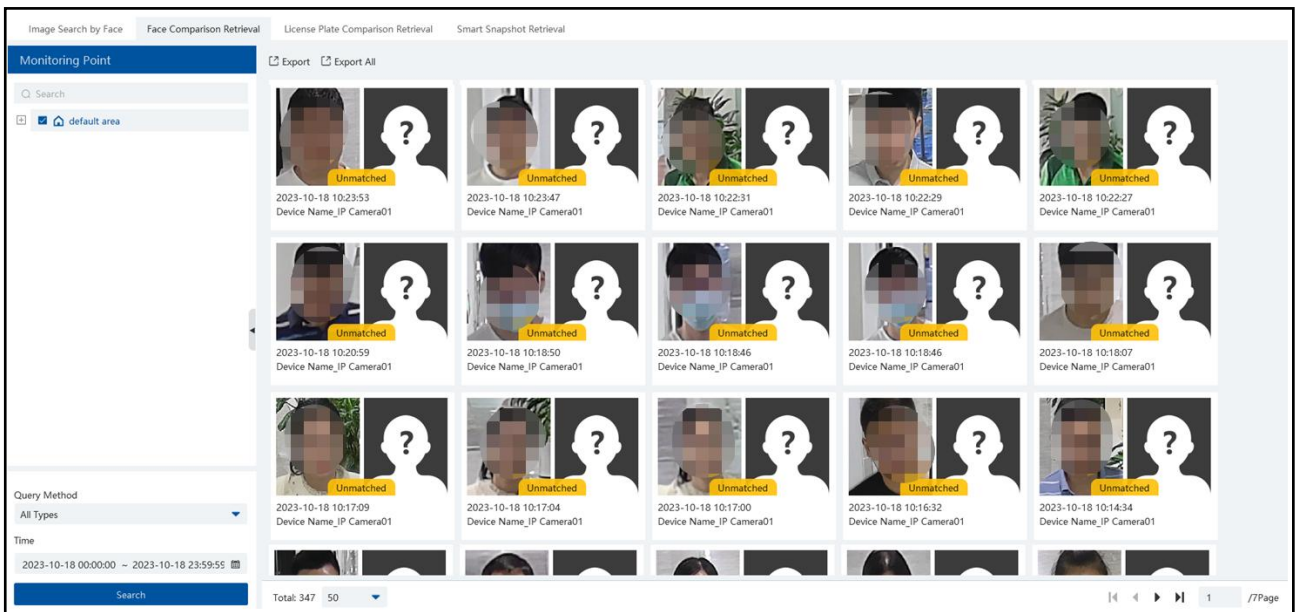 Image Search by Face Face Comparison Retrieval License Plate Comparison Retrieval Smart Snapshot Retrieval
Monitoring Point
Search
default area
Query Method
All Types
Time
2023-10-18 00:00:00 ~ 2023-10-18 23:59:59
Search
Export Export All
? ? ? ? ?
Unmatched Unmatched Unmatched Unmatched Unmatched
2023-10-18 10:23:53 2023-10-18 10:23:47 2023-10-18 10:22:31 2023-10-18 10:22:29 2023-10-18 10:22:27
Device Name_IP Camera01 Device Name_IP Camera01 Device Name_IP Camera01 Device Name_IP Camera01 Device Name_IP Camera01
? ? ? ? ?
Unmatched Unmatched Unmatched Unmatched Unmatched
2023-10-18 10:20:59 2023-10-18 10:18:50 2023-10-18 10:18:46 2023-10-18 10:18:46 2023-10-18 10:18:07
Device Name_IP Camera01 Device Name_IP Camera01 Device Name_IP Camera01 Device Name_IP Camera01 Device Name_IP Camera01
? ? ? ? ?
Unmatched Unmatched Unmatched Unmatched Unmatched
2023-10-18 10:17:09 2023-10-18 10:17:04 2023-10-18 10:17:00 2023-10-18 10:16:32 2023-10-18 10:14:34
Device Name_IP Camera01 Device Name_IP Camera01 Device Name_IP Camera01 Device Name_IP Camera01 Device Name_IP Camera01
Total: 347 50 1 /7Page